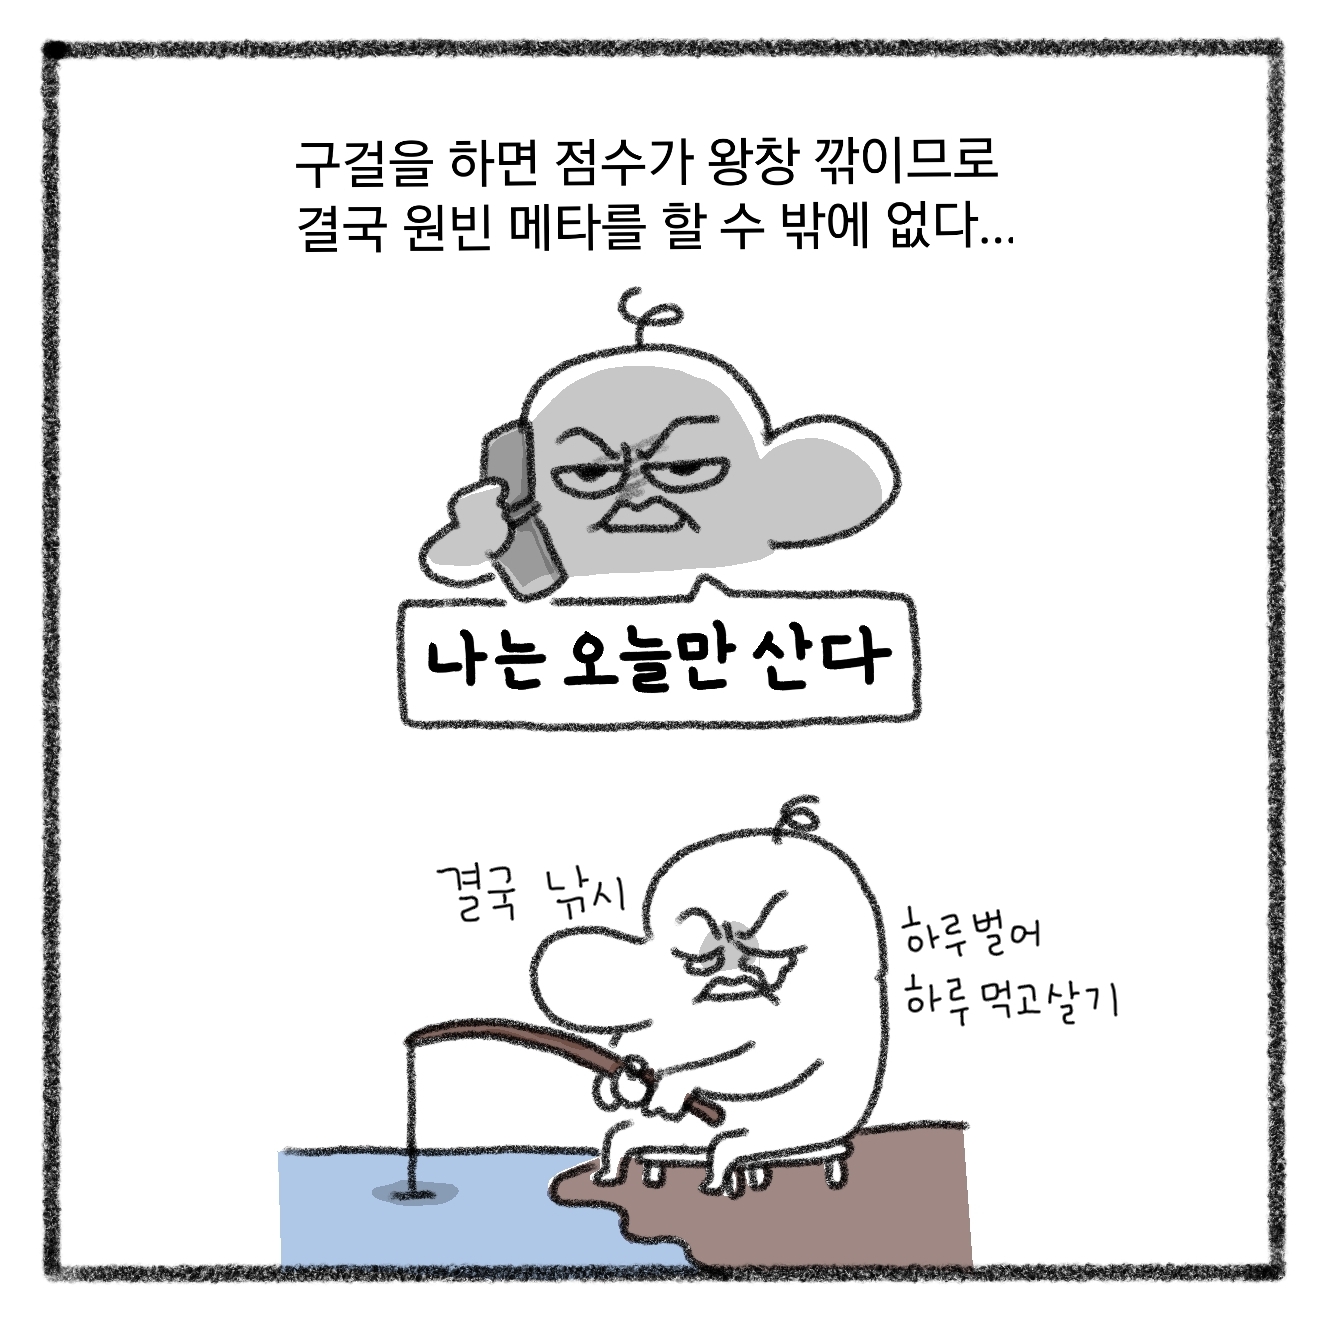 구걸을 하면 점수가 왕창 깎이므로
결국 원빈 메타를 할 수 밖에 없다...
나는 오늘만 산다
결국 낚시
하루벌어
하루 먹고살기